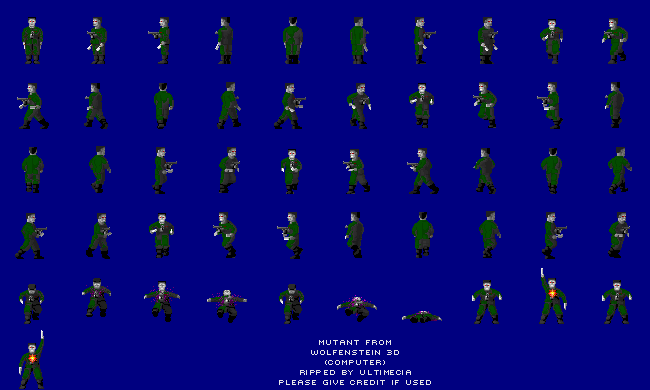 MUTANT FROM
WOLFENSTEIN 3D
(COMPUTER)
RIPPED BY ULTIMECIA
PLEASE GIVE CREDIT IF USED